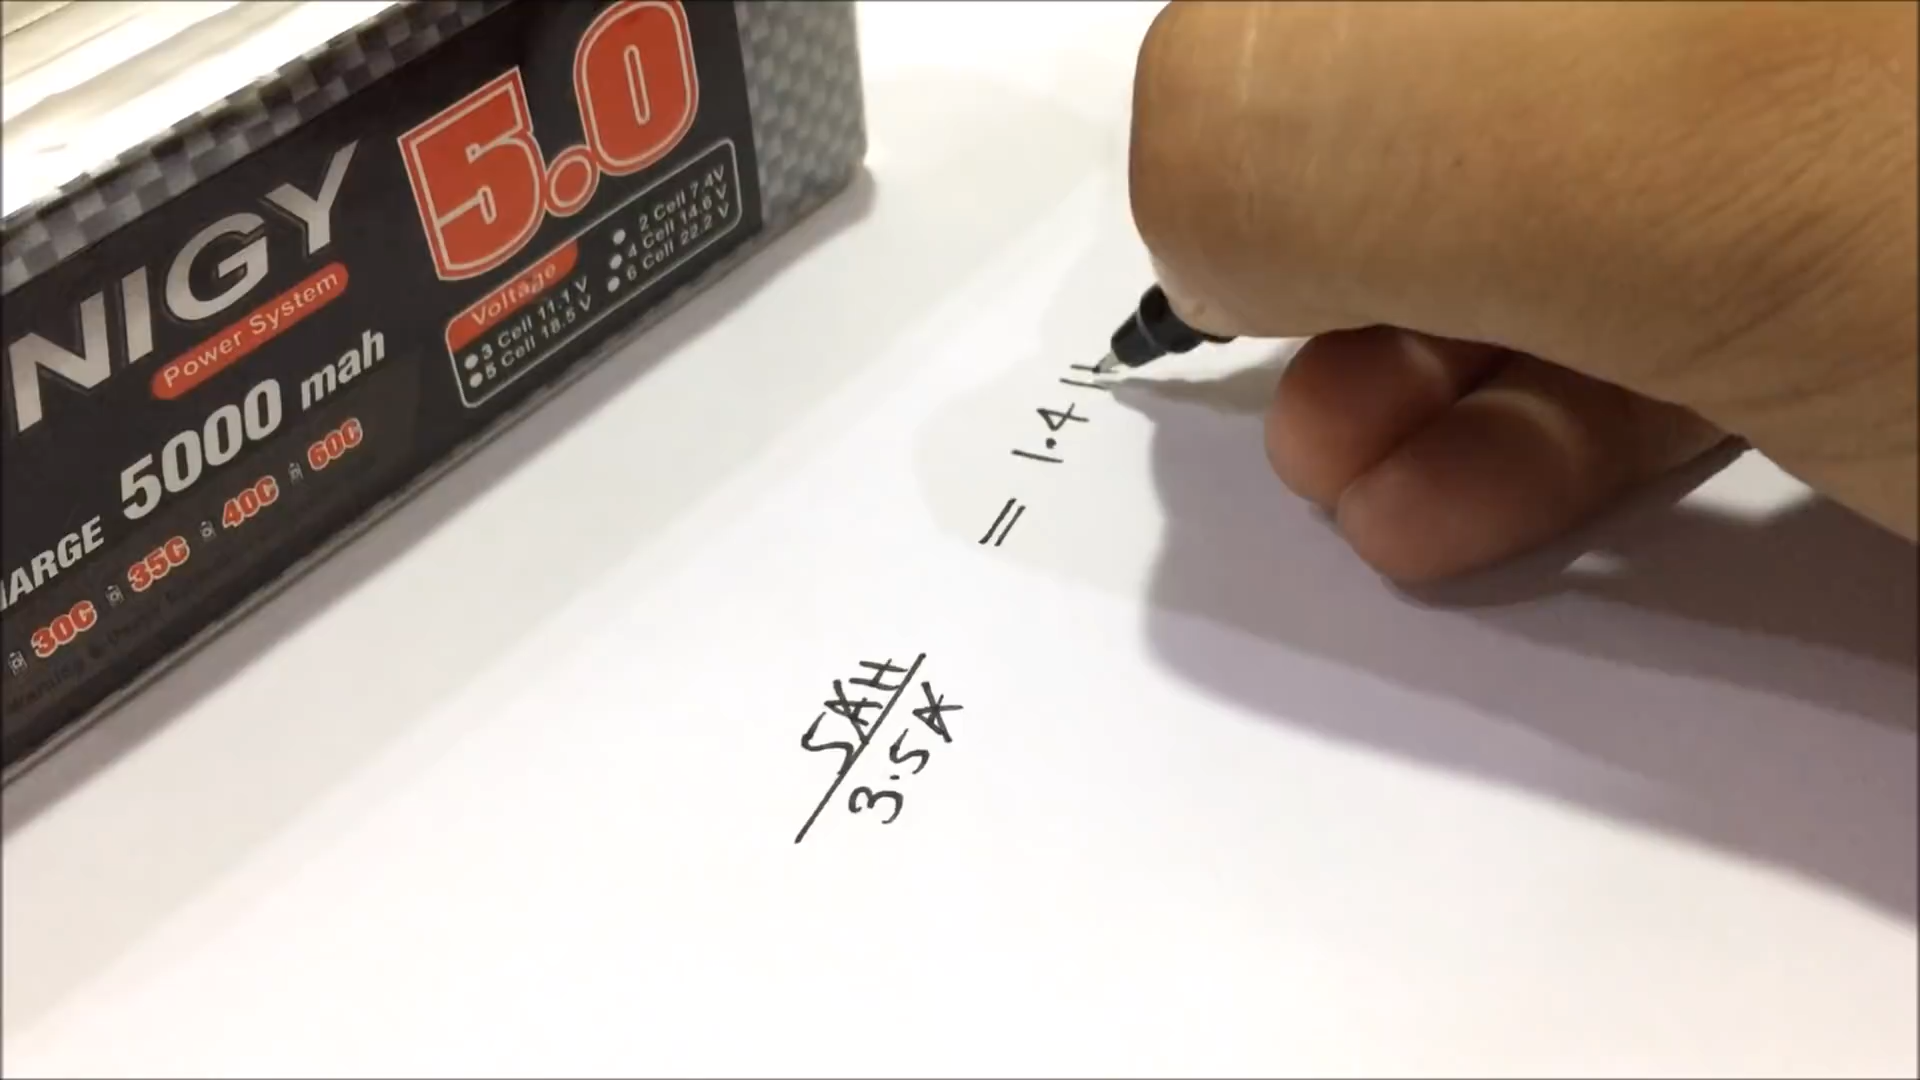 NIGY
Power System
5.0
Voltage
3 Cell 11.1 V
5 Cell 18.5 V
2 Cell 7.4V
4 Cell 14.6 V
6 Cell 22.2 V
ARGE 5000 mah
30C 35C 40C 60C
5AH
3.5A
= 1.4